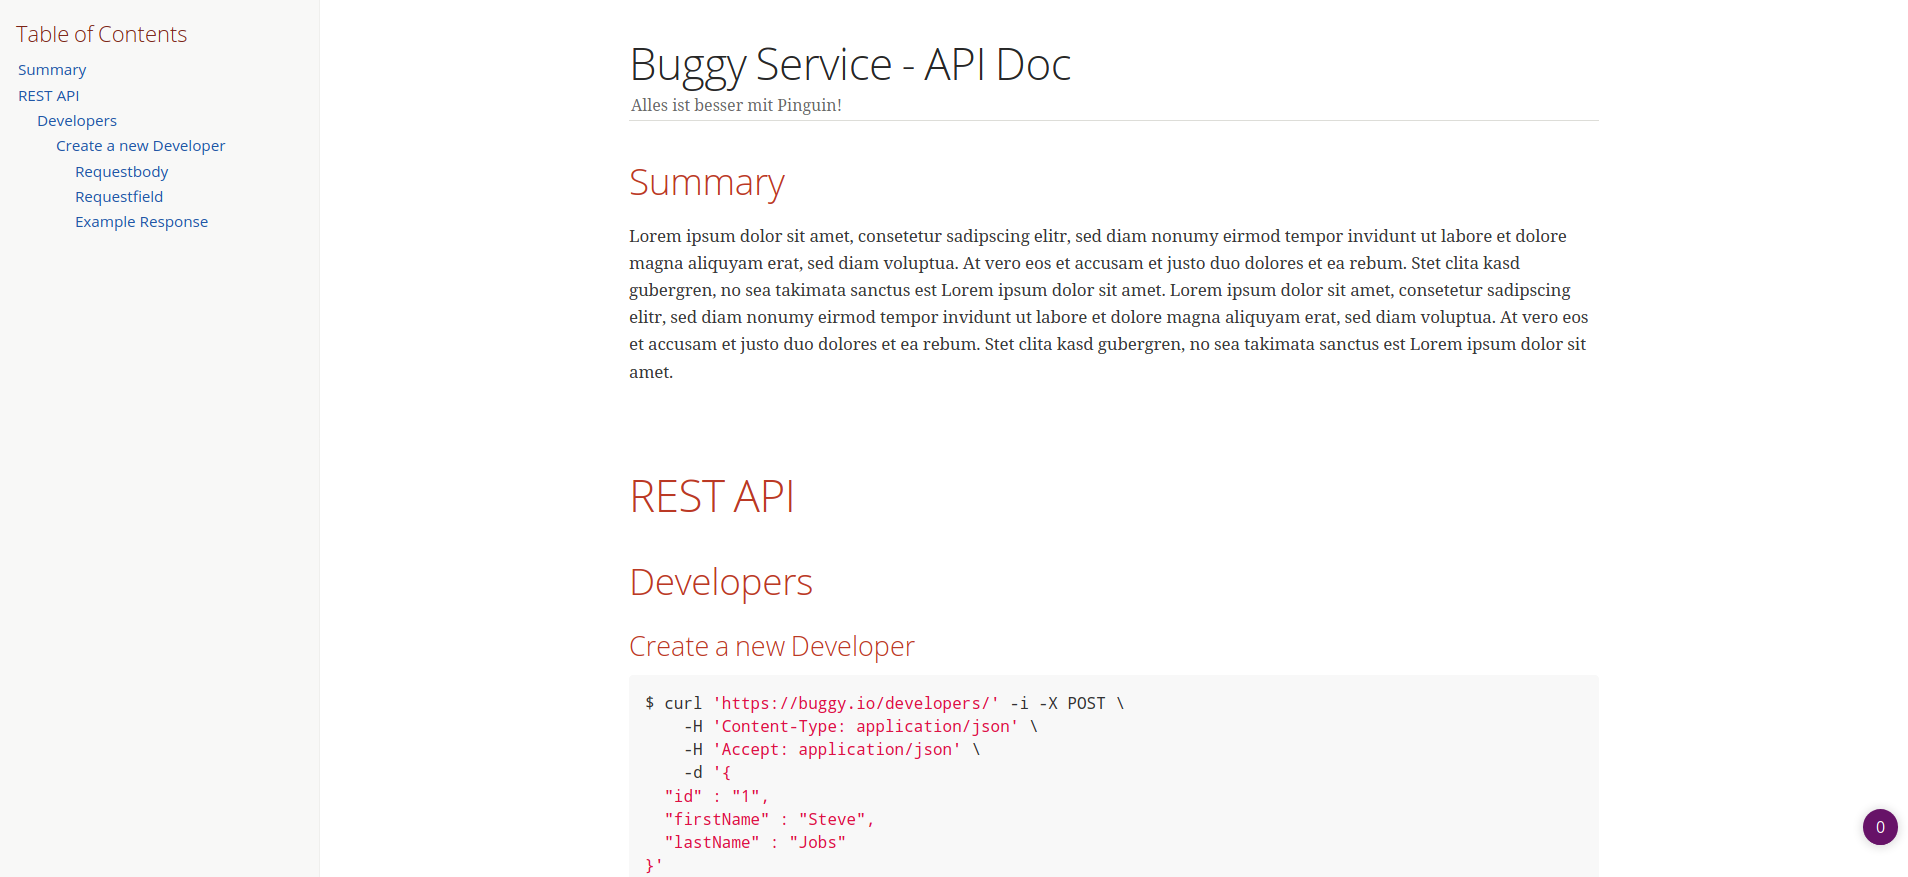 Table of Contents
Summary
REST API
Developers
Create a new Developer
Requestbody
Requestfield
Example Response
Buggy Service - API Doc
Alles ist besser mit Pinguin!
Summary
Lorem ipsum dolor sit amet, consetetur sadipscing elitr, sed diam nonumy eirmod tempor invidunt ut labore et dolore
magna aliquyam erat, sed diam voluptua. At vero eos et accusam et justo duo dolores et ea rebum. Stet clita kasd
gubergren, no sea takimata sanctus est Lorem ipsum dolor sit amet. Lorem ipsum dolor sit amet, consetetur sadipscing
elitr, sed diam nonumy eirmod tempor invidunt ut labore et dolore magna aliquyam erat, sed diam voluptua. At vero eos
et accusam et justo duo dolores et ea rebum. Stet clita kasd gubergren, no sea takimata sanctus est Lorem ipsum dolor sit
amet.
REST API
Developers
Create a new Developer
$ curl 'https://buggy.io/developers/' -i -X POST \
    -H 'Content-Type: application/json' \
    -H 'Accept: application/json' \
    -d '{
  "id" : "1",
  "firstName" : "Steve",
  "lastName" : "Jobs"
}'
0